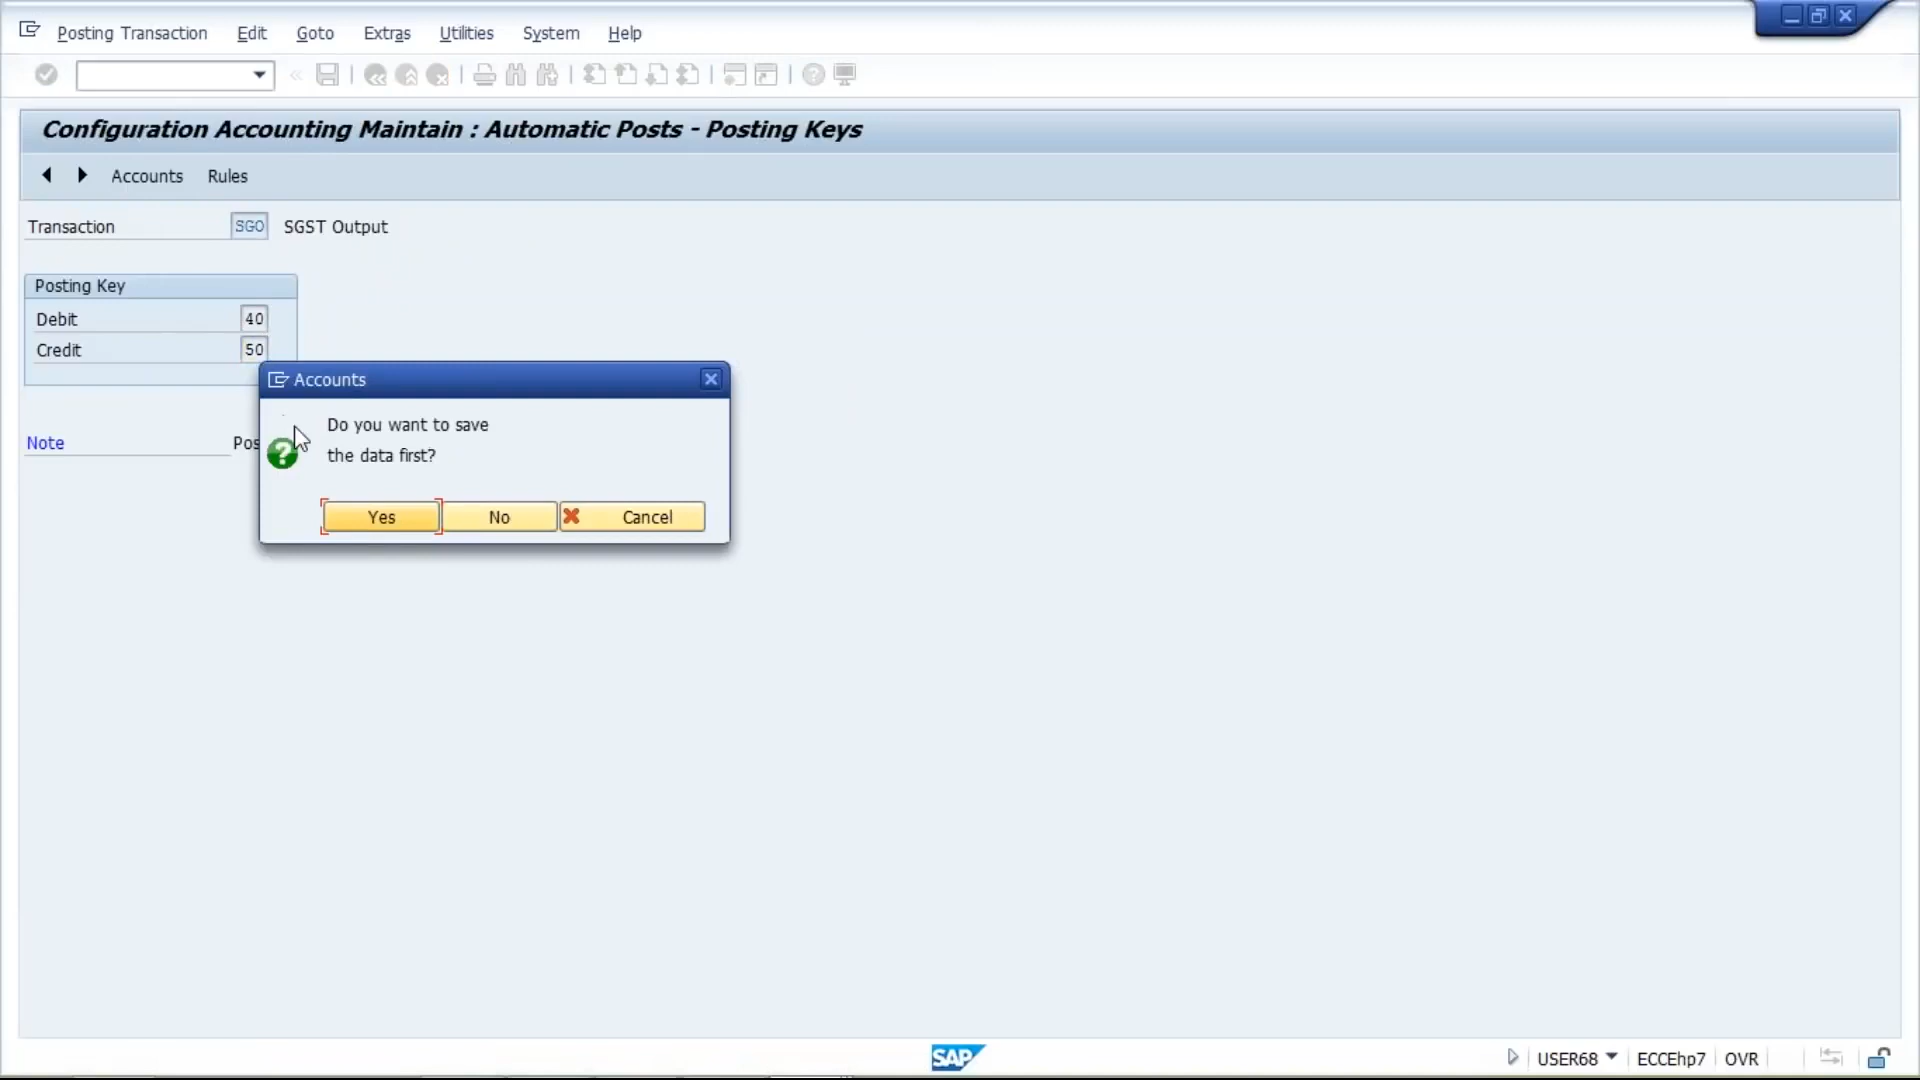 Posting Transaction Edit Goto Extras Utilities System Help
Configuration Accounting Maintain : Automatic Posts - Posting Keys
Accounts Rules
Transaction SGO SGST Output
Posting Key
Debit 40
Credit 50
Accounts
Do you want to save
the data first?
Note Pos
Yes No Cancel
SAP USER68 ECCEhp7 OVR